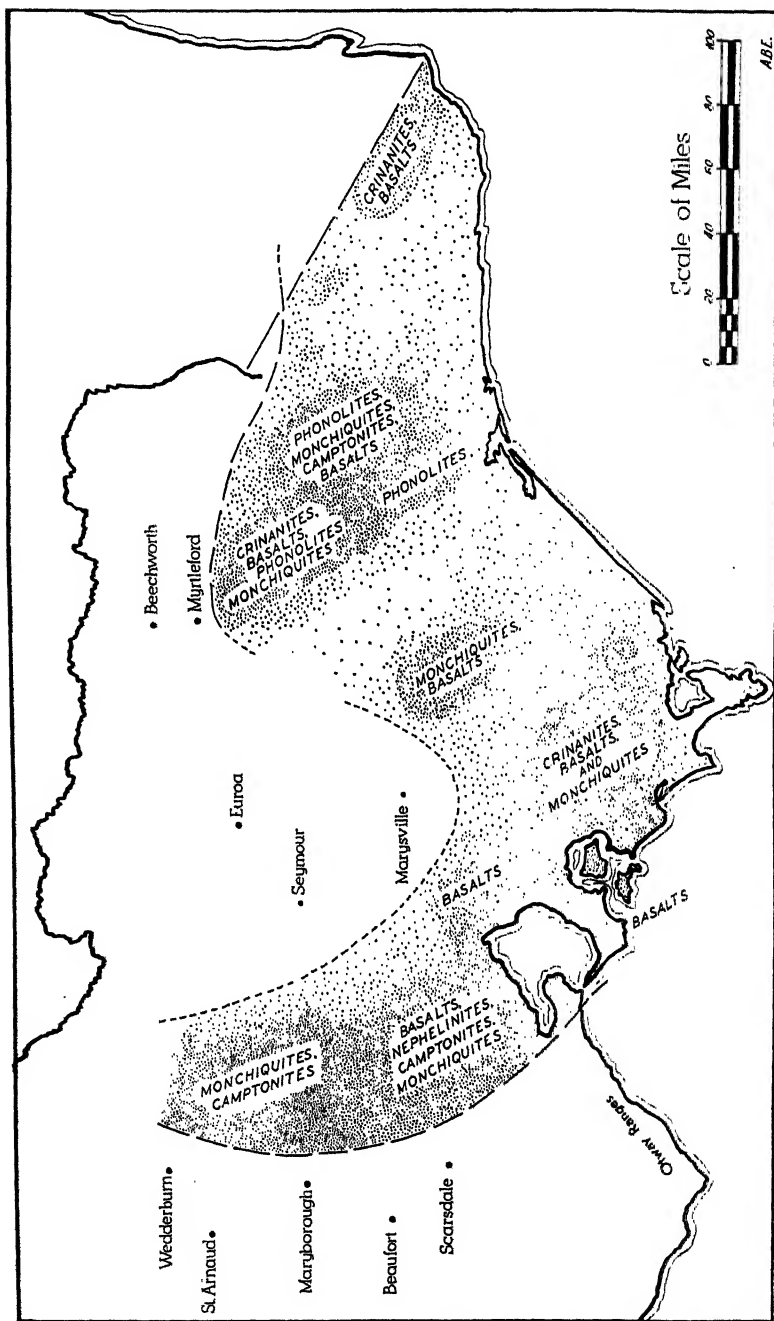 Beechworth
Myrtleford
Euroa
Seymour
Marysville
Wedderburn
St. Arnaud
Maryborough
Beaufort
Scarsdale
Otway Ranges
MONCHIQUITES,
CAMPTONITES
BASALTS,
NEPHELINITES,
CAMPTONITES,
MONCHIQUITES
BASALTS
BASALTS
CRINANITES,
BASALTS,
AND
MONCHIQUITES
MONCHIQUITES,
BASALTS
CRINANITES,
BASALTS,
PHONOLITES
MONCHIQUITES
PHONOLITES,
MONCHIQUITES,
CAMPTONITES,
BASALTS
PHONOLITES.
CRINANITES,
BASALTS
Scale of Miles
0 20 40 60 80 100
A.B.E.